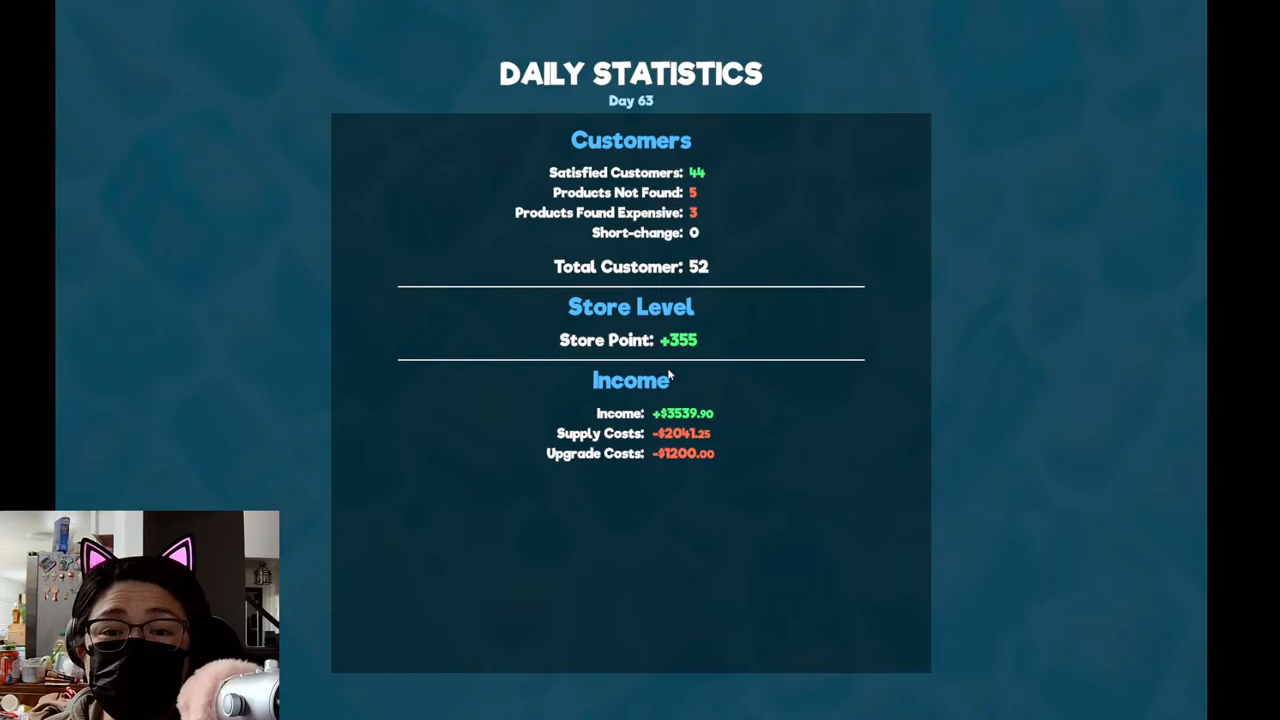 DAILY STATISTICS
Day 63
Customers
Satisfied Customers: 44
Products Not Found: 5
Products Found Expensive: 3
Short-change: 0
Total Customer: 52
Store Level
Store Point: +355
Income
Income: +$3539.90
Supply Costs: -$2041.25
Upgrade Costs: -$1200.00